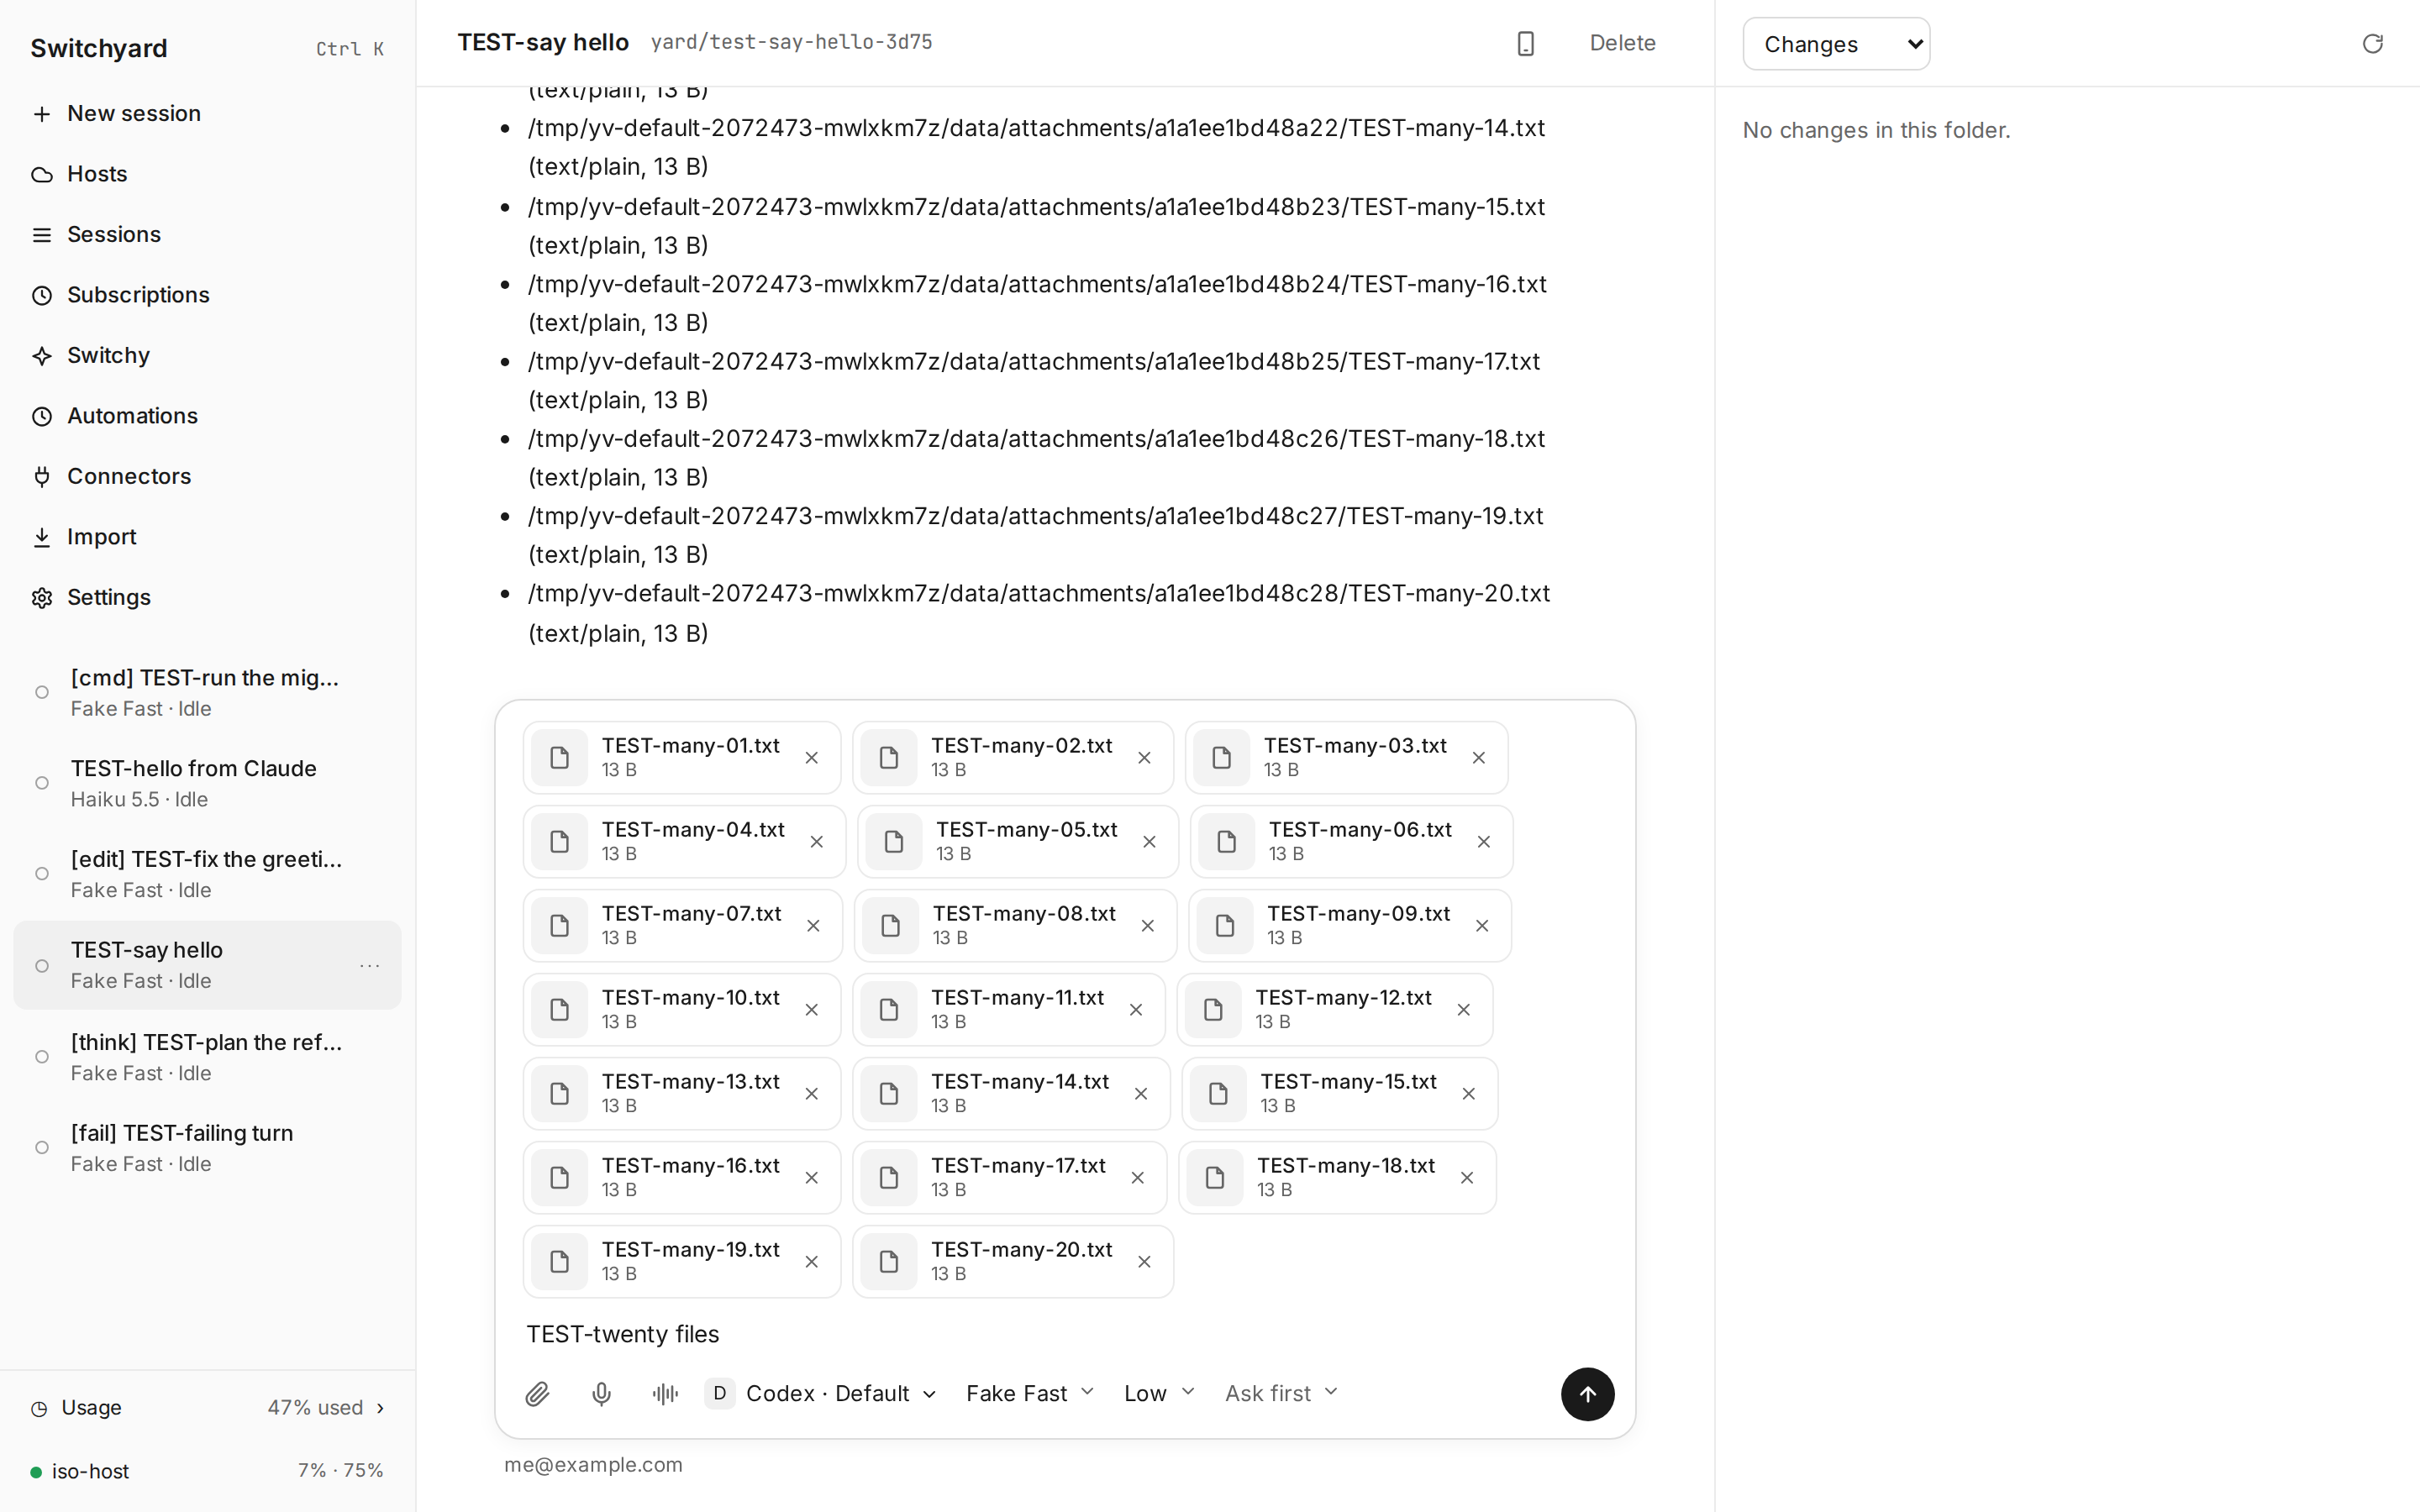 Switchyard
Ctrl K
New session
Hosts
Sessions
Subscriptions
Switchy
Automations
Connectors
Import
Settings
[cmd] TEST-run the mig...
Fake Fast · Idle
TEST-hello from Claude
Haiku 5.5 · Idle
[edit] TEST-fix the greeti...
Fake Fast · Idle
TEST-say hello
Fake Fast · Idle
...
[think] TEST-plan the ref...
Fake Fast · Idle
[fail] TEST-failing turn
Fake Fast · Idle
Usage
47% used
iso-host
7% · 75%
TEST-say hello
yard/test-say-hello-3d75
Delete
(text/plain, 13 B)
• /tmp/yv-default-2072473-mwlxkm7z/data/attachments/a1a1ee1bd48a22/TEST-many-14.txt
(text/plain, 13 B)
• /tmp/yv-default-2072473-mwlxkm7z/data/attachments/a1a1ee1bd48b23/TEST-many-15.txt
(text/plain, 13 B)
• /tmp/yv-default-2072473-mwlxkm7z/data/attachments/a1a1ee1bd48b24/TEST-many-16.txt
(text/plain, 13 B)
• /tmp/yv-default-2072473-mwlxkm7z/data/attachments/a1a1ee1bd48b25/TEST-many-17.txt
(text/plain, 13 B)
• /tmp/yv-default-2072473-mwlxkm7z/data/attachments/a1a1ee1bd48c26/TEST-many-18.txt
(text/plain, 13 B)
• /tmp/yv-default-2072473-mwlxkm7z/data/attachments/a1a1ee1bd48c27/TEST-many-19.txt
(text/plain, 13 B)
• /tmp/yv-default-2072473-mwlxkm7z/data/attachments/a1a1ee1bd48c28/TEST-many-20.txt
(text/plain, 13 B)
TEST-many-01.txt
13 B
TEST-many-02.txt
13 B
TEST-many-03.txt
13 B
TEST-many-04.txt
13 B
TEST-many-05.txt
13 B
TEST-many-06.txt
13 B
TEST-many-07.txt
13 B
TEST-many-08.txt
13 B
TEST-many-09.txt
13 B
TEST-many-10.txt
13 B
TEST-many-11.txt
13 B
TEST-many-12.txt
13 B
TEST-many-13.txt
13 B
TEST-many-14.txt
13 B
TEST-many-15.txt
13 B
TEST-many-16.txt
13 B
TEST-many-17.txt
13 B
TEST-many-18.txt
13 B
TEST-many-19.txt
13 B
TEST-many-20.txt
13 B
TEST-twenty files
D
Codex · Default
Fake Fast
Low
Ask first
me@example.com
Changes
No changes in this folder.